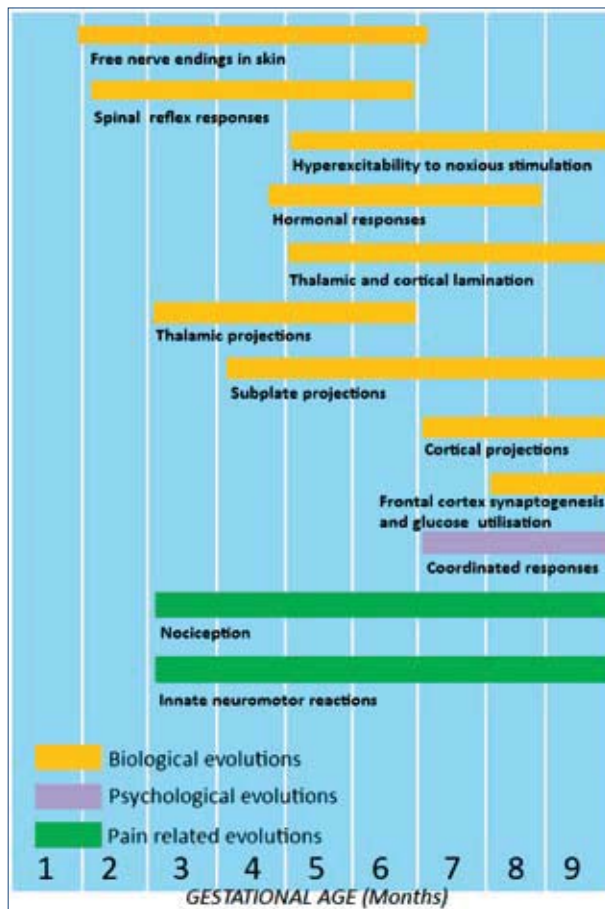 Free nerve endings in skin
Spinal reflex responses
Hyperexcitability to noxious stimulation
Hormonal responses
Thalamic and cortical lamination
Thalamic projections
Subplate projections
Cortical projections
Frontal cortex synaptogenesis
and glucose utilisation
Coordinated responses
Nociception
Innate neuromotor reactions
Biological evolutions
Psychological evolutions
Pain related evolutions
1 2 3 4 5 6 7 8 9
GESTATIONAL AGE (Months)